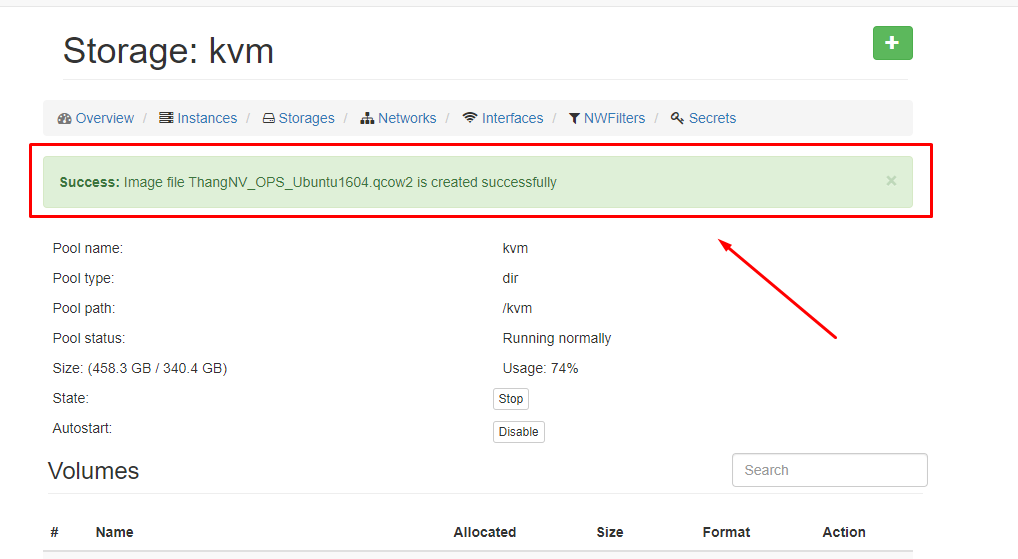 Storage: kvm
+
Overview / Instances / Storages / Networks / Interfaces / NWFilters / Secrets
Success: Image file ThangNV_OPS_Ubuntu1604.qcow2 is created successfully ×
Pool name: kvm
Pool type: dir
Pool path: /kvm
Pool status: Running normally
Size: (458.3 GB / 340.4 GB) Usage: 74%
State: Stop
Autostart: Disable
Volumes Search
# Name Allocated Size Format Action